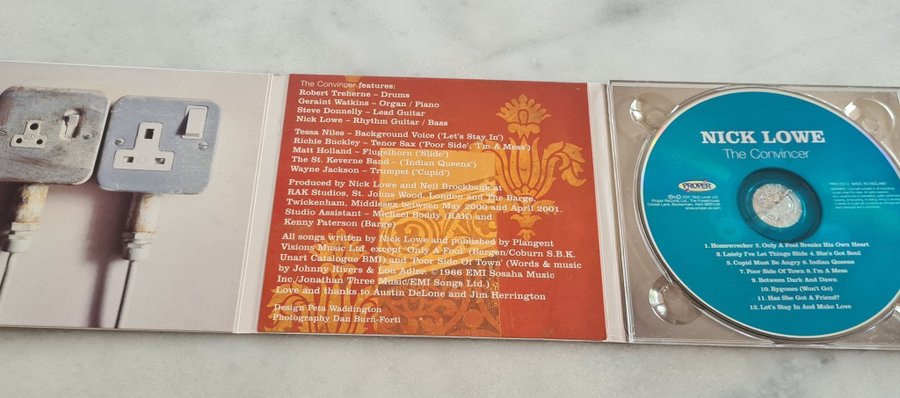 The Convincer features:
Robert Treherne – Drums
Geraint Watkins – Organ / Piano
Steve Donnelly – Lead Guitar
Nick Lowe – Rhythm Guitar / Bass
Tessa Niles – Background Voice ('Let's Stay In')
Richie Buckley – Tenor Sax ('Poor Side', 'I'm A Mess')
Matt Holland – Flugelhorn ('Slide')
The St. Keverne Band – ('Indian Queens')
Wayne Jackson – Trumpet ('Cupid')
Produced by Nick Lowe and Neil Brockbank at
RAK Studios, St. Johns Wood, London and The Barge,
Twickenham, Middlesex between May 2000 and April 2001.
Studio Assistant – Michael Boddy (RAK) and
Kenny Paterson (Barge)
All songs written by Nick Lowe and published by Plangent
Visions Music Ltd, except 'Only A Fool' (Bergen/Coburn S.B.K.
Unart Catalogue BMI) and 'Poor Side Of Town' (Words & music
by Johnny Rivers & Lou Adler, ©1966 EMI Sosaha Music
Inc./Jonathan Three Music/EMI Songs Ltd.)
Love and thanks to Austin DeLone and Jim Herrington
Design Peta Waddington
Photography Dan Burn-Forti
NICK LOWE
The Convincer
PROPER
1. Homewrecker 2. Only A Fool Breaks His Own Heart
3. Lately I've Let Things Slide 4. She's Got Soul
5. Cupid Must Be Angry 6. Indian Queens
7. Poor Side Of Town 8. I'm A Mess
9. Between Dark And Dawn
10. Bygones (Won't Go)
11. Has She Got A Friend?
12. Let's Stay In And Make Love